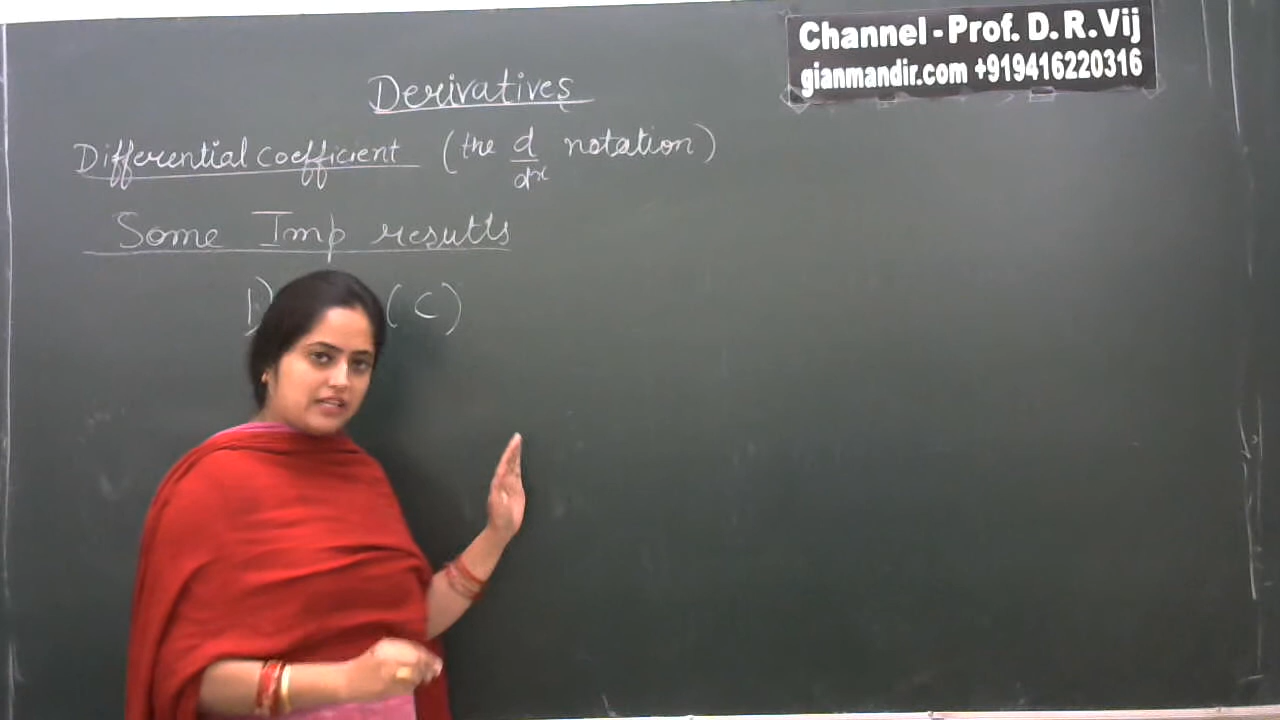 Channel - Prof. D. R. Vij
gianmandir.com +919416220316
Derivatives
Differential coefficient (the d/dx notation)
Some Imp results
1) (C)